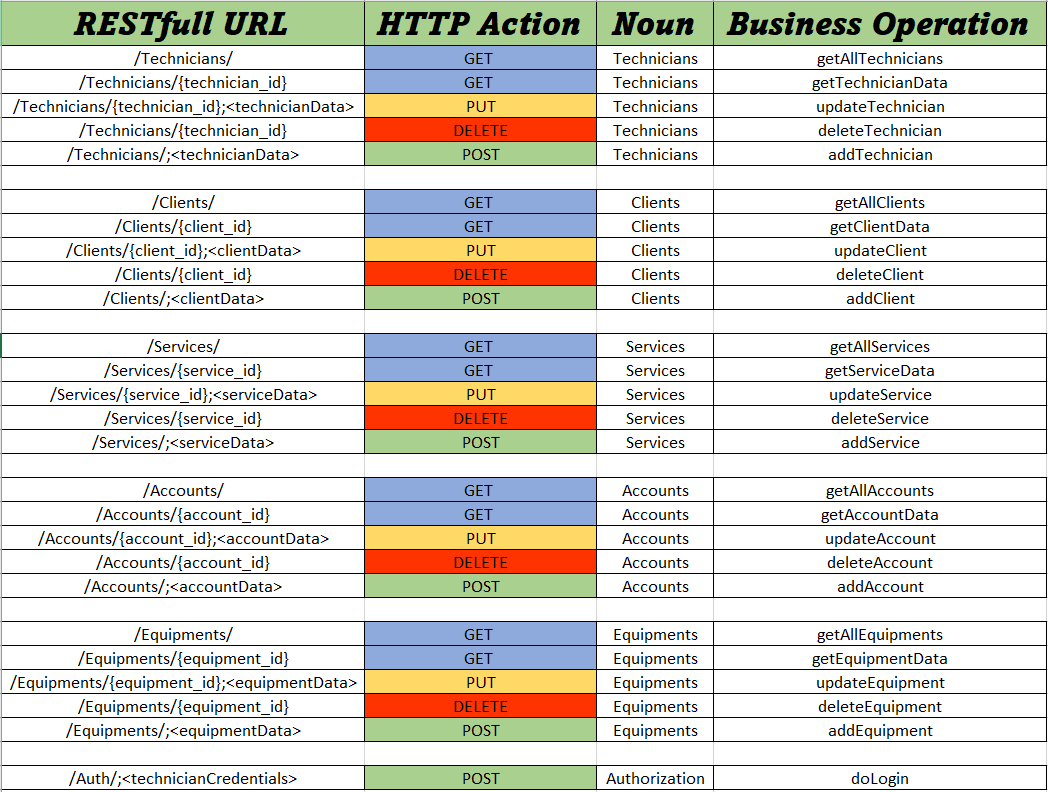 RESTfull URL HTTP Action Noun Business Operation
/Technicians/ GET Technicians getAllTechnicians
/Technicians/{technician_id} GET Technicians getTechnicianData
/Technicians/{technician_id};<technicianData> PUT Technicians updateTechnician
/Technicians/{technician_id} DELETE Technicians deleteTechnician
/Technicians/;<technicianData> POST Technicians addTechnician
/Clients/ GET Clients getAllClients
/Clients/{client_id} GET Clients getClientData
/Clients/{client_id};<clientData> PUT Clients updateClient
/Clients/{client_id} DELETE Clients deleteClient
/Clients/;<clientData> POST Clients addClient
/Services/ GET Services getAllServices
/Services/{service_id} GET Services getServiceData
/Services/{service_id};<serviceData> PUT Services updateService
/Services/{service_id} DELETE Services deleteService
/Services/;<serviceData> POST Services addService
/Accounts/ GET Accounts getAllAccounts
/Accounts/{account_id} GET Accounts getAccountData
/Accounts/{account_id};<accountData> PUT Accounts updateAccount
/Accounts/{account_id} DELETE Accounts deleteAccount
/Accounts/;<accountData> POST Accounts addAccount
/Equipments/ GET Equipments getAllEquipments
/Equipments/{equipment_id} GET Equipments getEquipmentData
/Equipments/{equipment_id};<equipmentData> PUT Equipments updateEquipment
/Equipments/{equipment_id} DELETE Equipments deleteEquipment
/Equipments/;<equipmentData> POST Equipments addEquipment
/Auth/;<technicianCredentials> POST Authorization doLogin